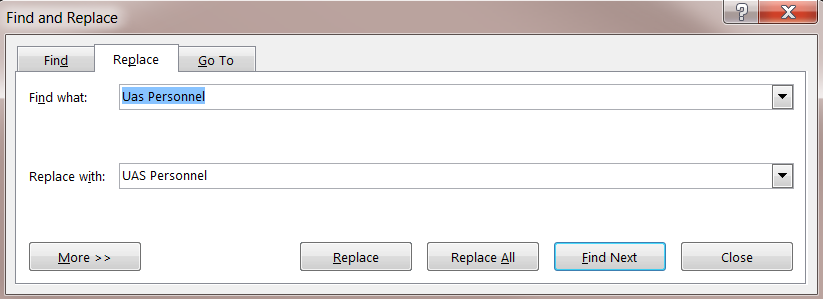 Find and Replace
Find Replace Go To
Find what: Uas Personnel
Replace with: UAS Personnel
More >> Replace Replace All Find Next Close